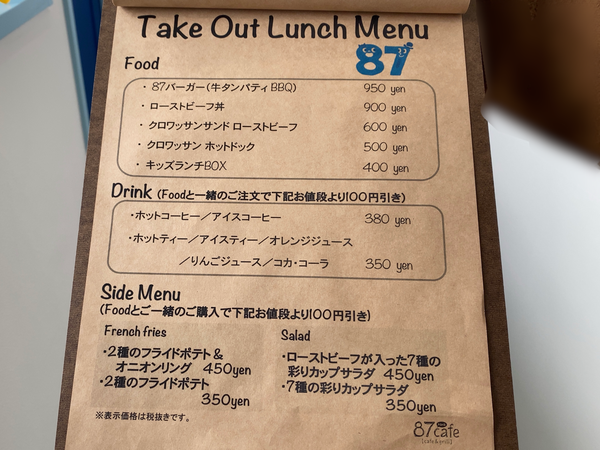 Take Out Lunch Menu
87
Food
・87バーガー(牛タンパティBBQ) 950 yen
・ローストビーフ丼 900 yen
・クロワッサンサンド ローストビーフ 600 yen
・クロワッサン ホットドック 500 yen
・キッズランチBOX 400 yen
Drink (Foodと一緒のご注文で下記お値段より100円引き)
・ホットコーヒー／アイスコーヒー 380 yen
・ホットティー／アイスティー／オレンジジュース
／りんごジュース／コカ・コーラ 350 yen
Side Menu
(Foodとご一緒のご購入で下記お値段より100円引き)
French fries
・2種のフライドポテト &
オニオンリング 450yen
・2種のフライドポテト
350yen
Salad
・ローストビーフが入った7種の
彩りカップサラダ 450yen
・7種の彩りカップサラダ
350yen
※表示価格は税抜きです。
87cafe
[cafe & grill]